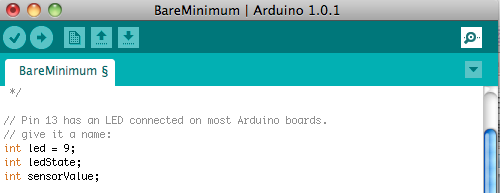 BareMinimum | Arduino 1.0.1
BareMinimum §
*/
// Pin 13 has an LED connected on most Arduino boards.
// give it a name:
int led = 9;
int ledState;
int sensorValue;